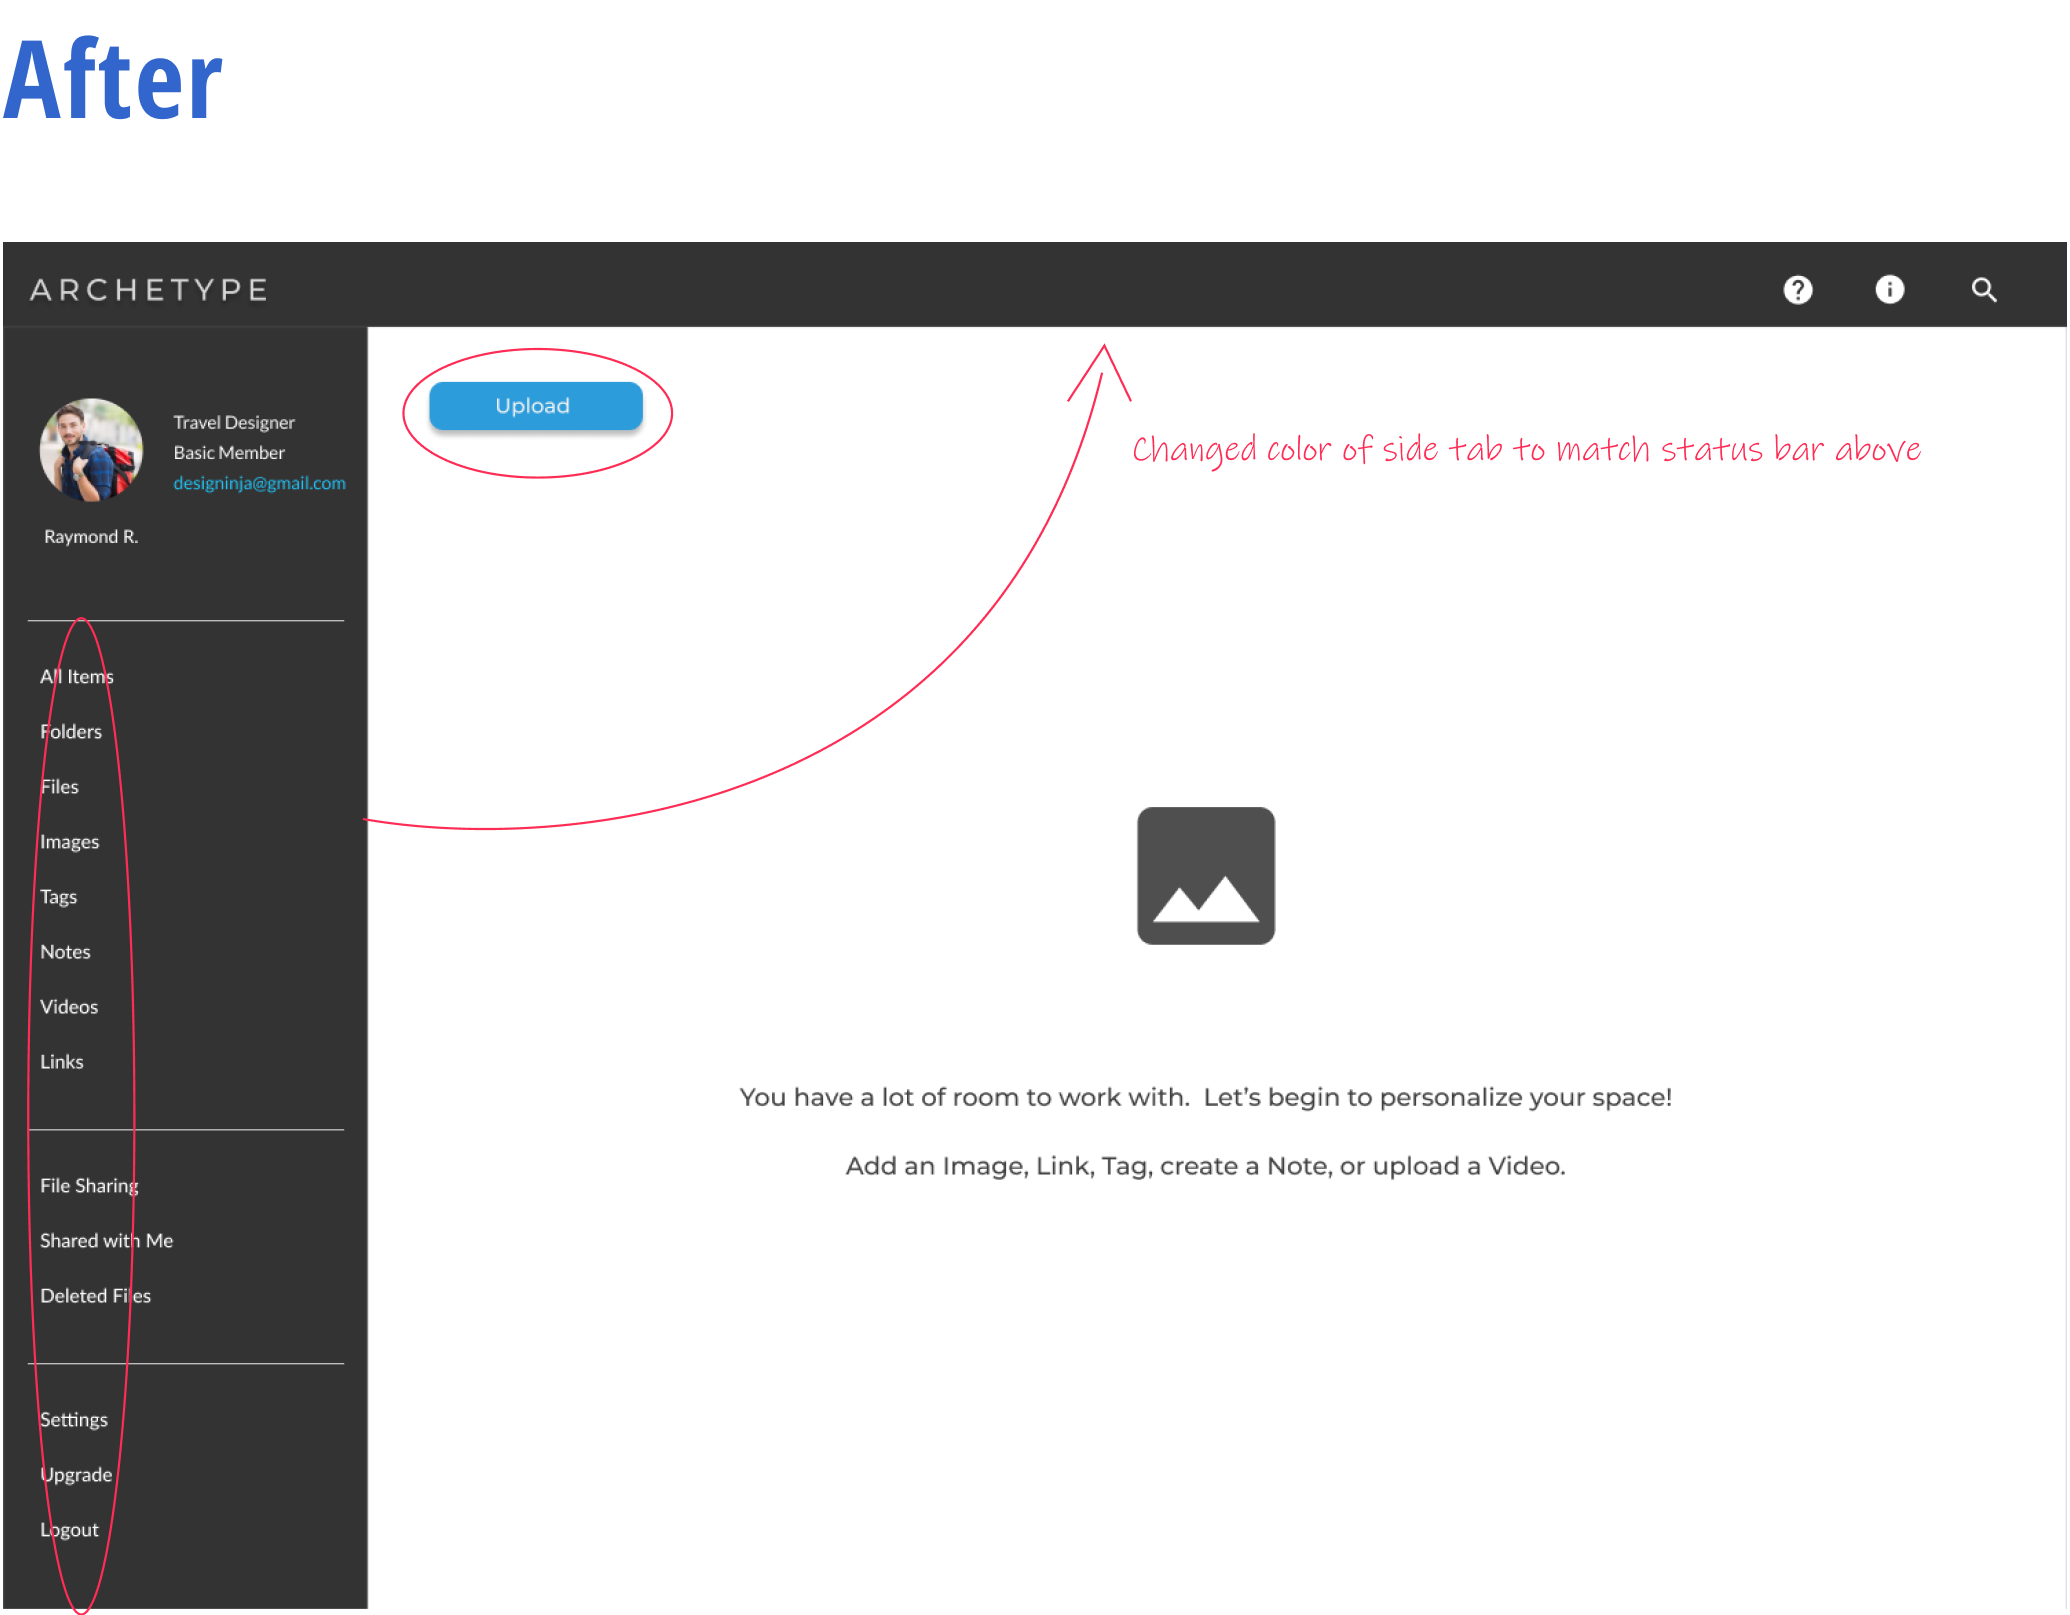 After
ARCHETYPE
Upload
Changed color of side tab to match status bar above
Travel Designer
Basic Member
designinja@gmail.com
Raymond R.
All Items
Folders
Files
Images
Tags
Notes
Videos
Links
File Sharing
Shared with Me
Deleted Files
Settings
Upgrade
Logout
You have a lot of room to work with.  Let’s begin to personalize your space!
Add an Image, Link, Tag, create a Note, or upload a Video.